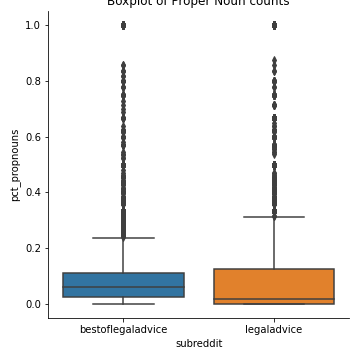 Boxplot of Proper Noun counts
1.0
0.8
0.6
0.4
0.2
0.0
pct_propnouns
bestoflegaladvice
legaladvice
subreddit